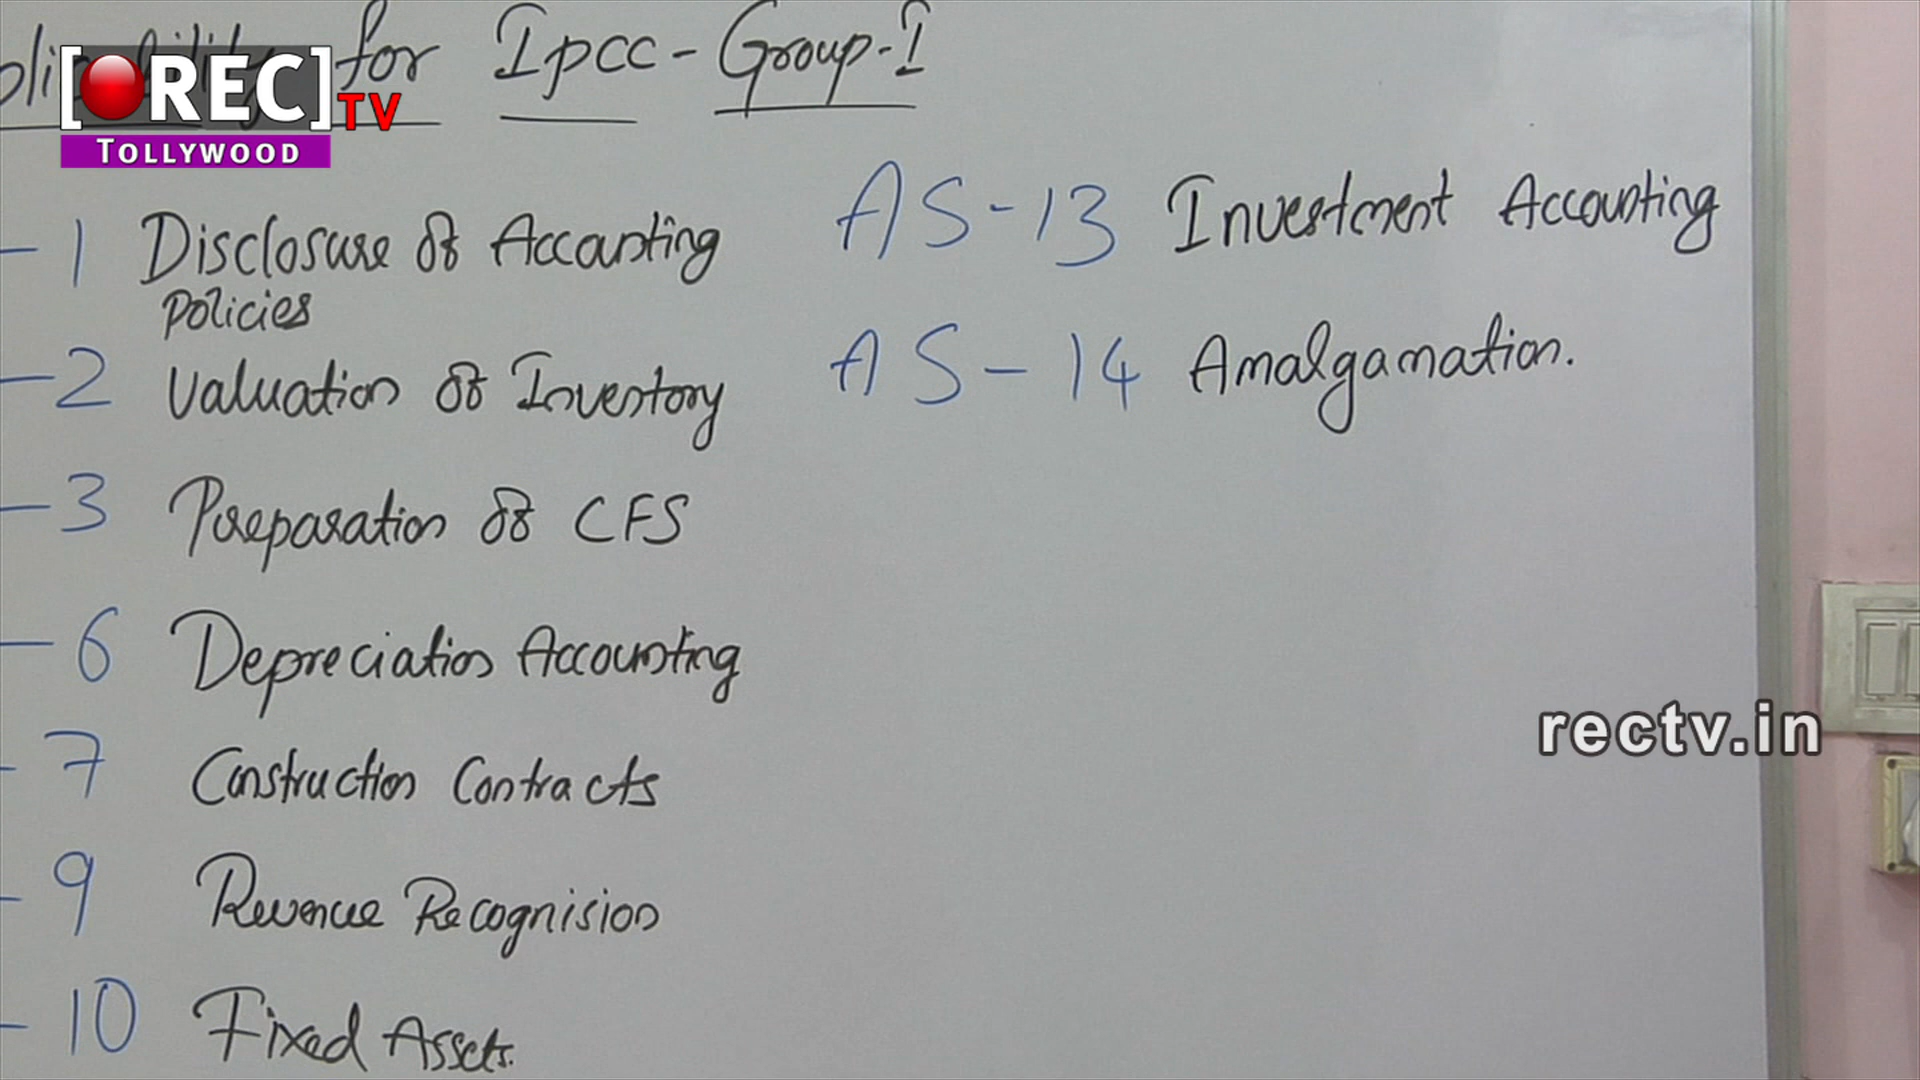 for Ipcc - Group-I
[REC] TV
TOLLYWOOD
- 1 Disclosure of Accounting
policies
- 2 Valuation of Inventory
- 3 Preparation of CFS
- 6 Depreciation Accounting
- 7 Construction Contracts
- 9 Revenue Recognision
- 10 Fixed Assets.
AS-13 Investment Accounting
AS-14 Amalgamation.
rectv.in